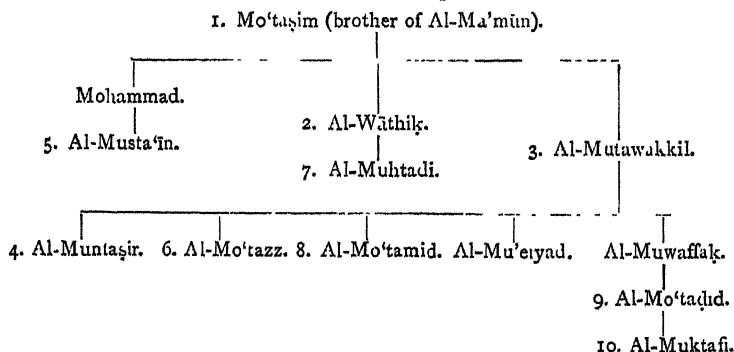 1. Mo‘taṣim (brother of Al-Ma’mūn).
Mohammad.
2. Al-Wāthiḳ.
5. Al-Musta‘īn.
3. Al-Mutawakkil.
7. Al-Muhtadi.
4. Al-Muntaṣir. 6. Al-Mo‘tazz. 8. Al-Mo‘tamid. Al-Mu’eiyad. Al-Muwaffaḳ.
9. Al-Mo‘taḍid.
10. Al-Muktafi.